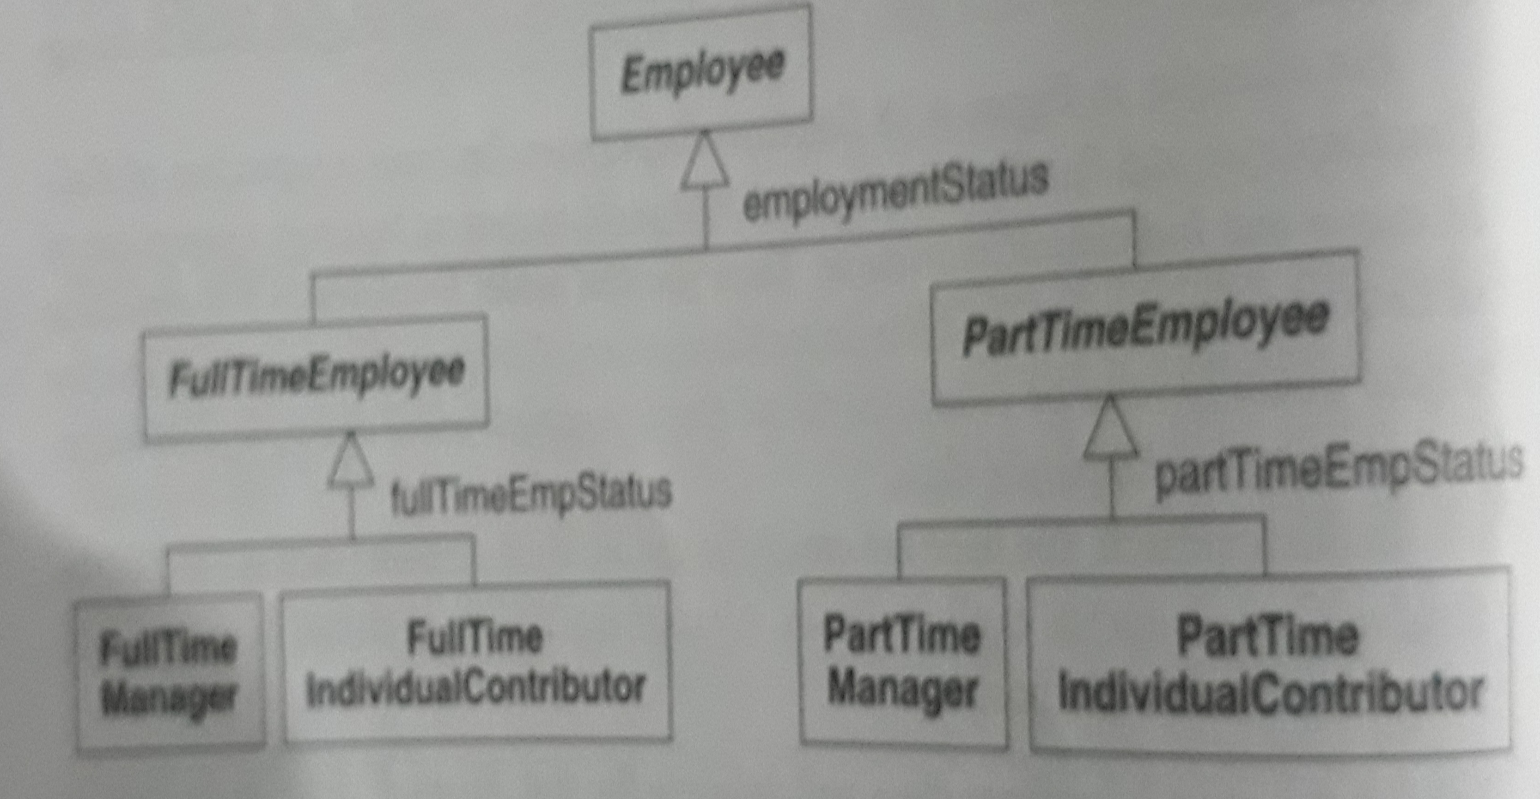 Employee
employmentStatus
FullTimeEmployee
PartTimeEmployee
fullTimeEmpStatus
partTimeEmpStatus
FullTime
Manager
FullTime
IndividualContributor
PartTime
Manager
PartTime
IndividualContributor